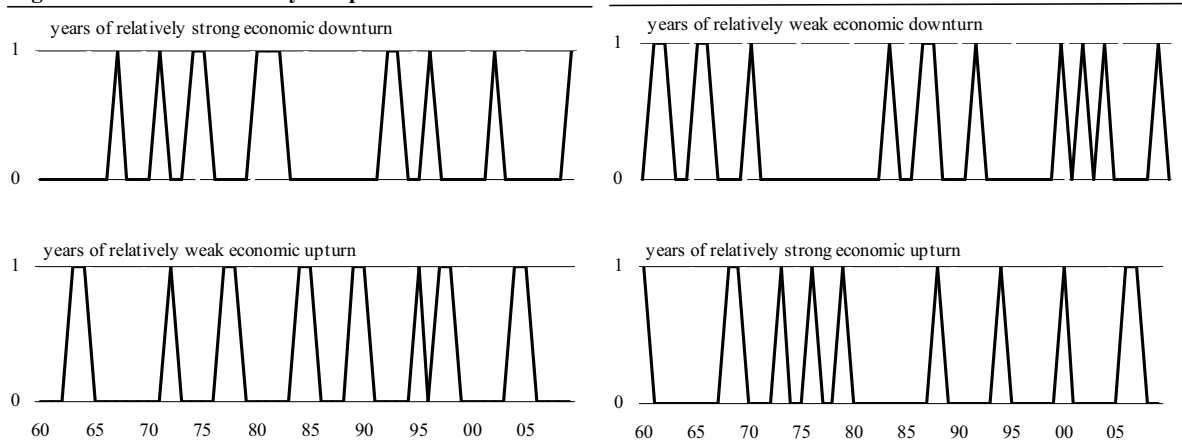 years of relatively strong economic downturn
1
0
years of relatively weak economic downturn
1
0
years of relatively weak economic upturn
1
0
60 65 70 75 80 85 90 95 00 05
years of relatively strong economic upturn
1
0
60 65 70 75 80 85 90 95 00 05